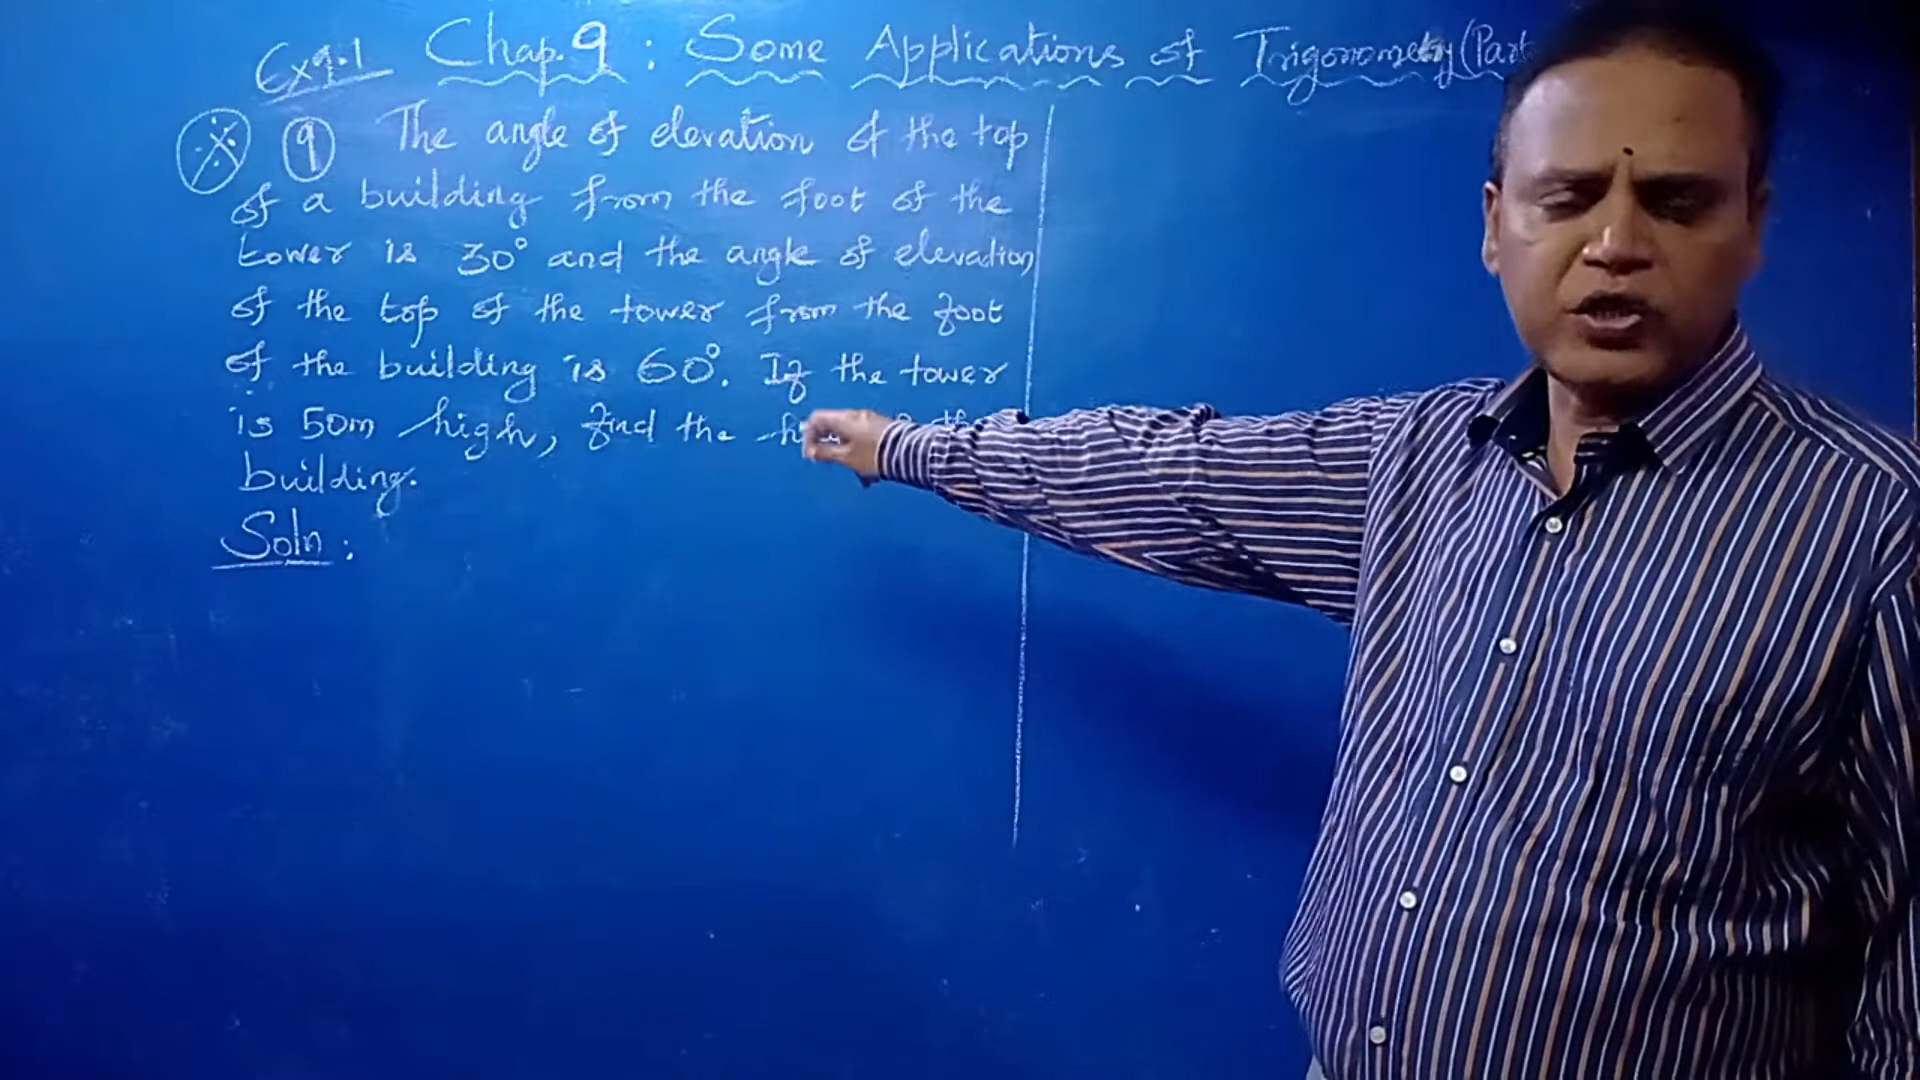 Ex 9.1 Chap. 9 : Some Applications of Trigonometry (Part
9 The angle of elevation of the top
of a building from the foot of the
tower is 30° and the angle of elevation
of the top of the tower from the foot
of the building is 60°. If the tower
is 50m high, find the
building.
Soln :